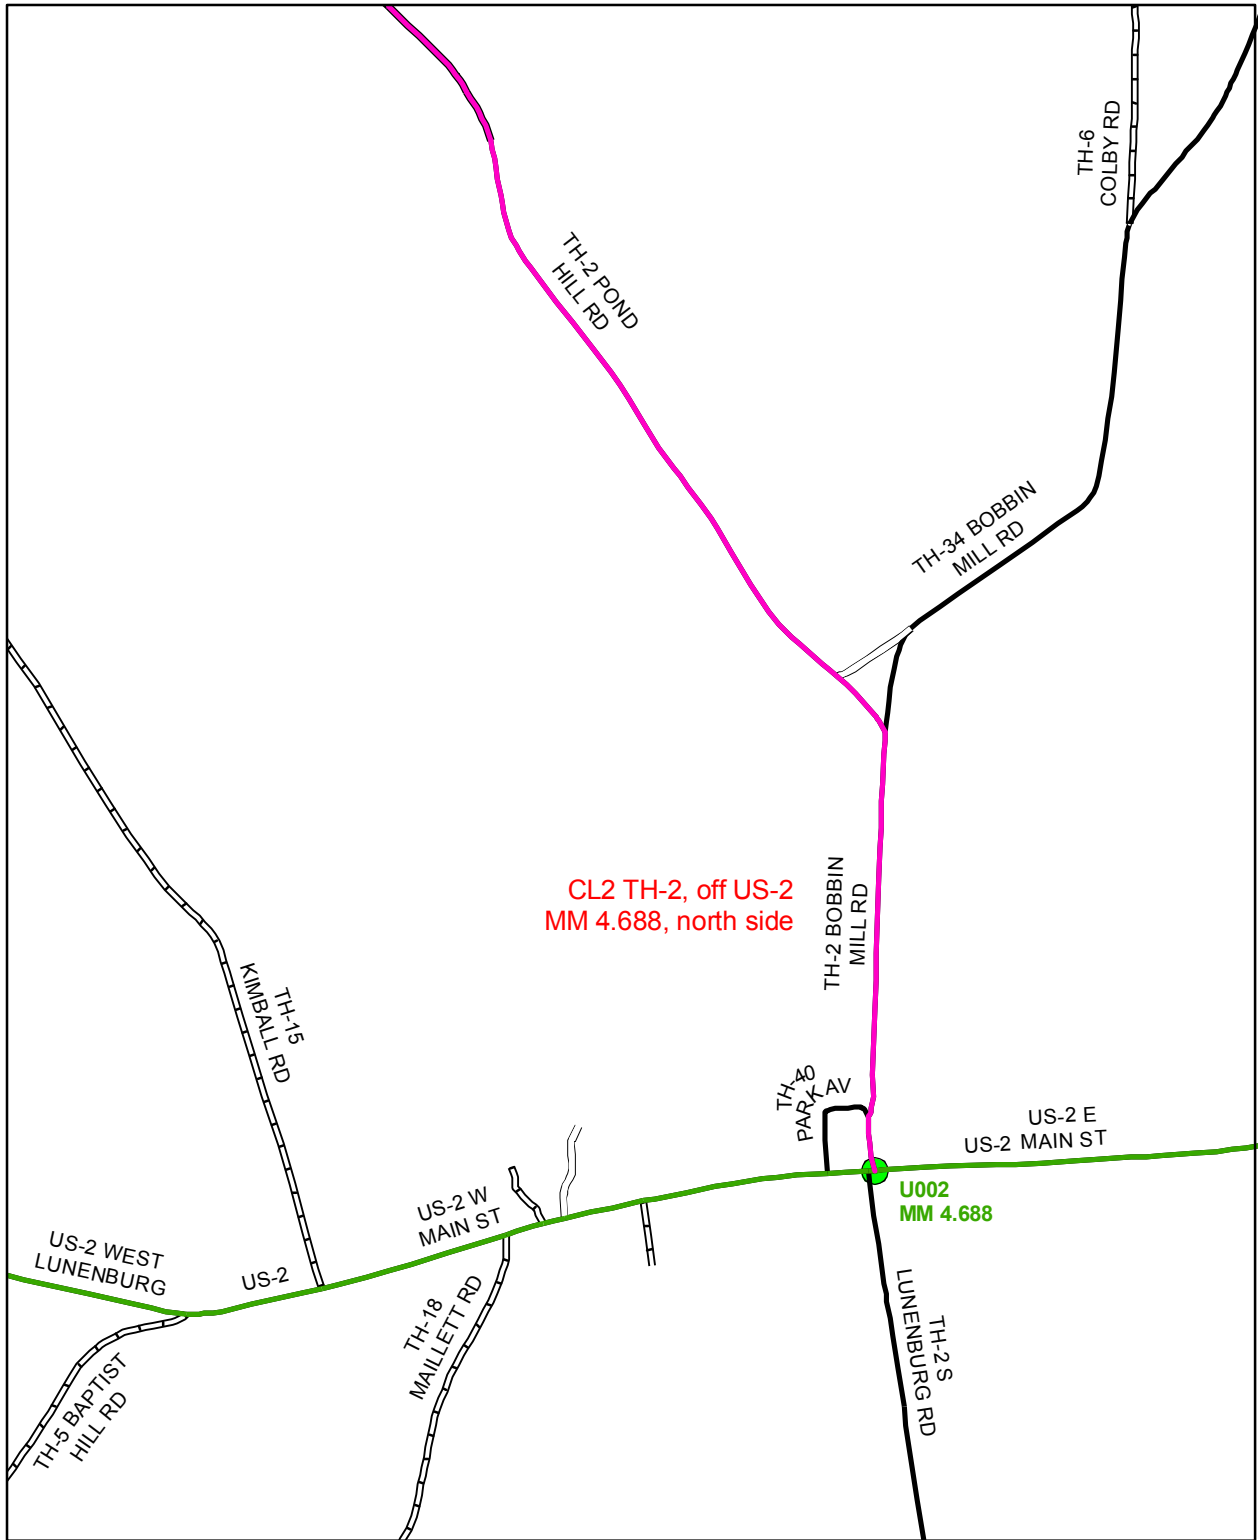 TH-6
COLBY RD
TH-2 POND
HILL RD
TH-34 BOBBIN
MILL RD
CL2 TH-2, off US-2
MM 4.688, north side
TH-2 BOBBIN
MILL RD
TH-15
KIMBALL RD
TH-40
PARK AV
US-2 E
US-2 MAIN ST
U002
MM 4.688
US-2 W
MAIN ST
US-2 WEST
LUNENBURG
US-2
TH-18
MAILLETT RD
TH-2 S
LUNENBURG RD
TH-5 BAPTIST
HILL RD